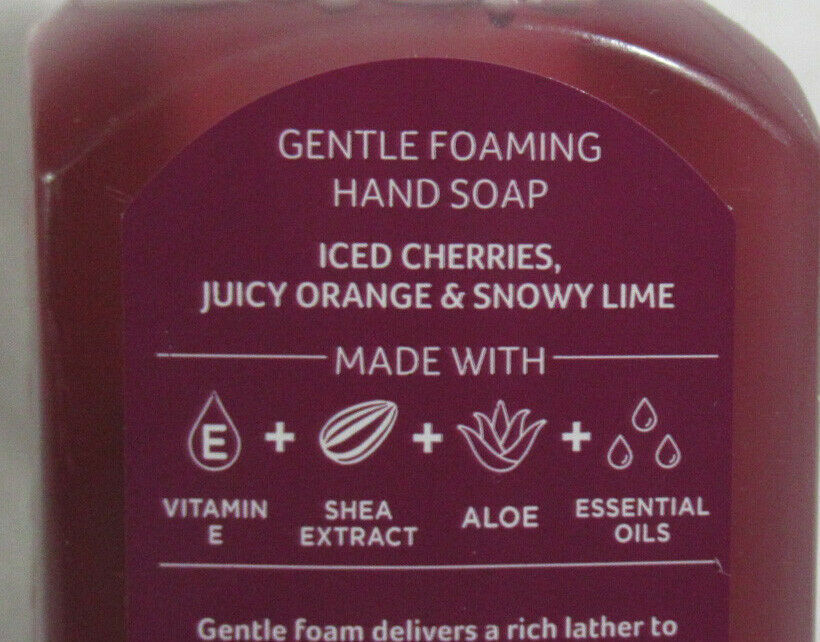 GENTLE FOAMING
HAND SOAP
ICED CHERRIES,
JUICY ORANGE & SNOWY LIME
MADE WITH
E + + +
VITAMIN E
SHEA EXTRACT
ALOE
ESSENTIAL OILS
Gentle foam delivers a rich lather to